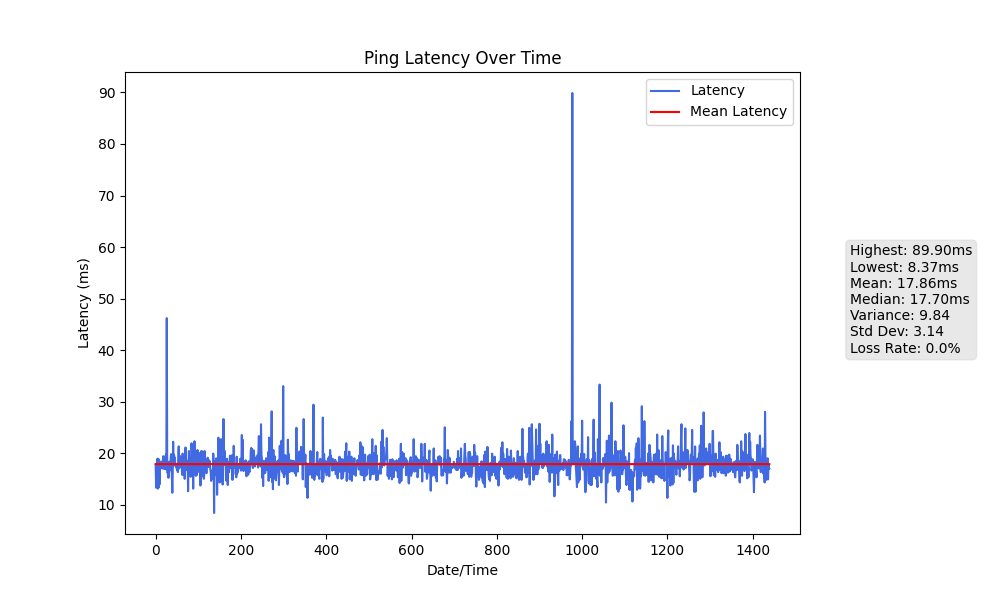 Ping Latency Over Time
Latency
Mean Latency
Latency (ms)
90
80
70
60
50
40
30
20
10
0
200
400
600
800
1000
1200
1400
Date/Time
Highest: 89.90ms
Lowest: 8.37ms
Mean: 17.86ms
Median: 17.70ms
Variance: 9.84
Std Dev: 3.14
Loss Rate: 0.0%